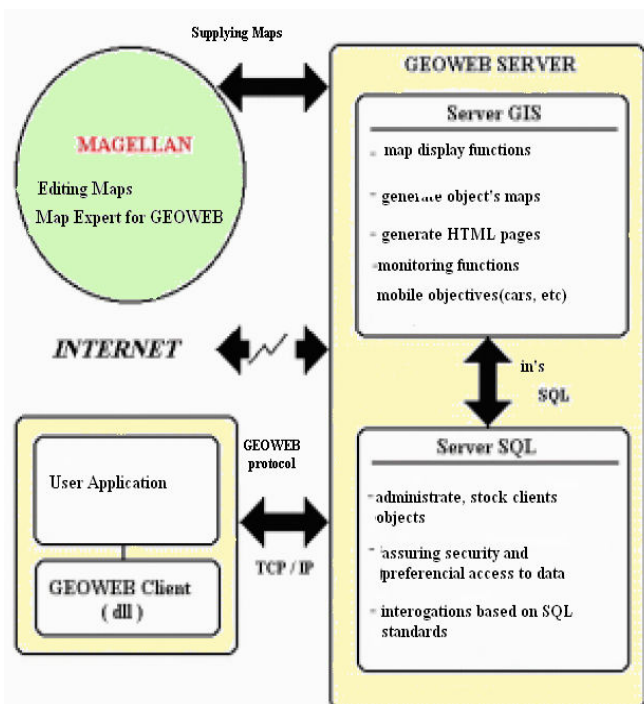 Supplying Maps
MAGELLAN
Editing Maps
Map Expert for GEOWEB
INTERNET
GEOWEB SERVER
Server GIS
map display functions
- generate object's maps
- generate HTML pages
- monitoring functions
mobile objectives(cars, etc)
in's
SQL
Server SQL
- administrate, stock clients
objects
- assuring security and
preferencial access to data
- interogations based on SQL
standards
User Application
GEOWEB Client
( dll )
GEOWEB
protocol
TCP / IP